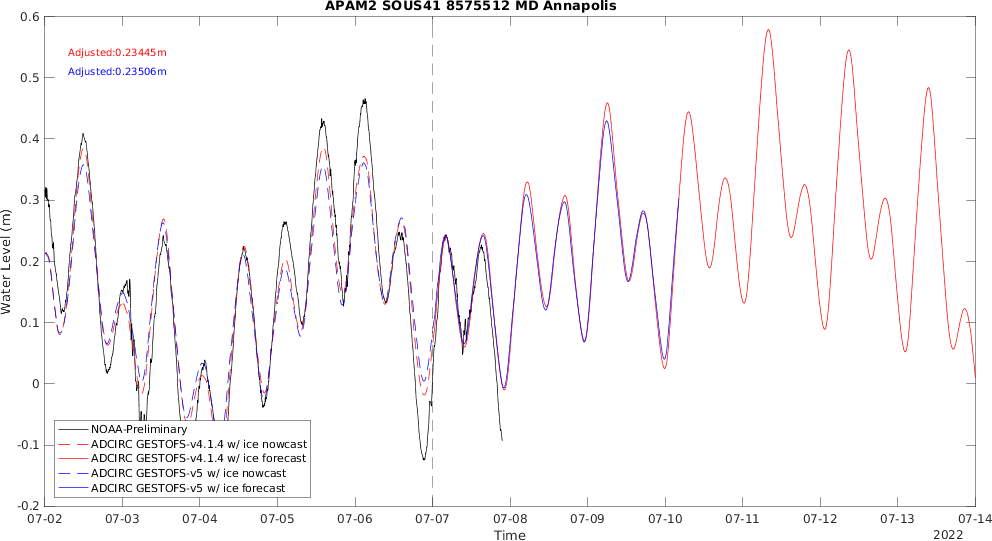 APAM2 SOUS41 8575512 MD Annapolis
0.6
0.5
0.4
0.3
0.2
0.1
0
-0.1
-0.2
Water Level (m)
Adjusted:0.23445m
Adjusted:0.23506m
NOAA-Preliminary
ADCIRC GESTOFS-v4.1.4 w/ ice nowcast
ADCIRC GESTOFS-v4.1.4 w/ ice forecast
ADCIRC GESTOFS-v5 w/ ice nowcast
ADCIRC GESTOFS-v5 w/ ice forecast
07-02 07-03 07-04 07-05 07-06 07-07 07-08 07-09 07-10 07-11 07-12 07-13 07-14
Time
2022